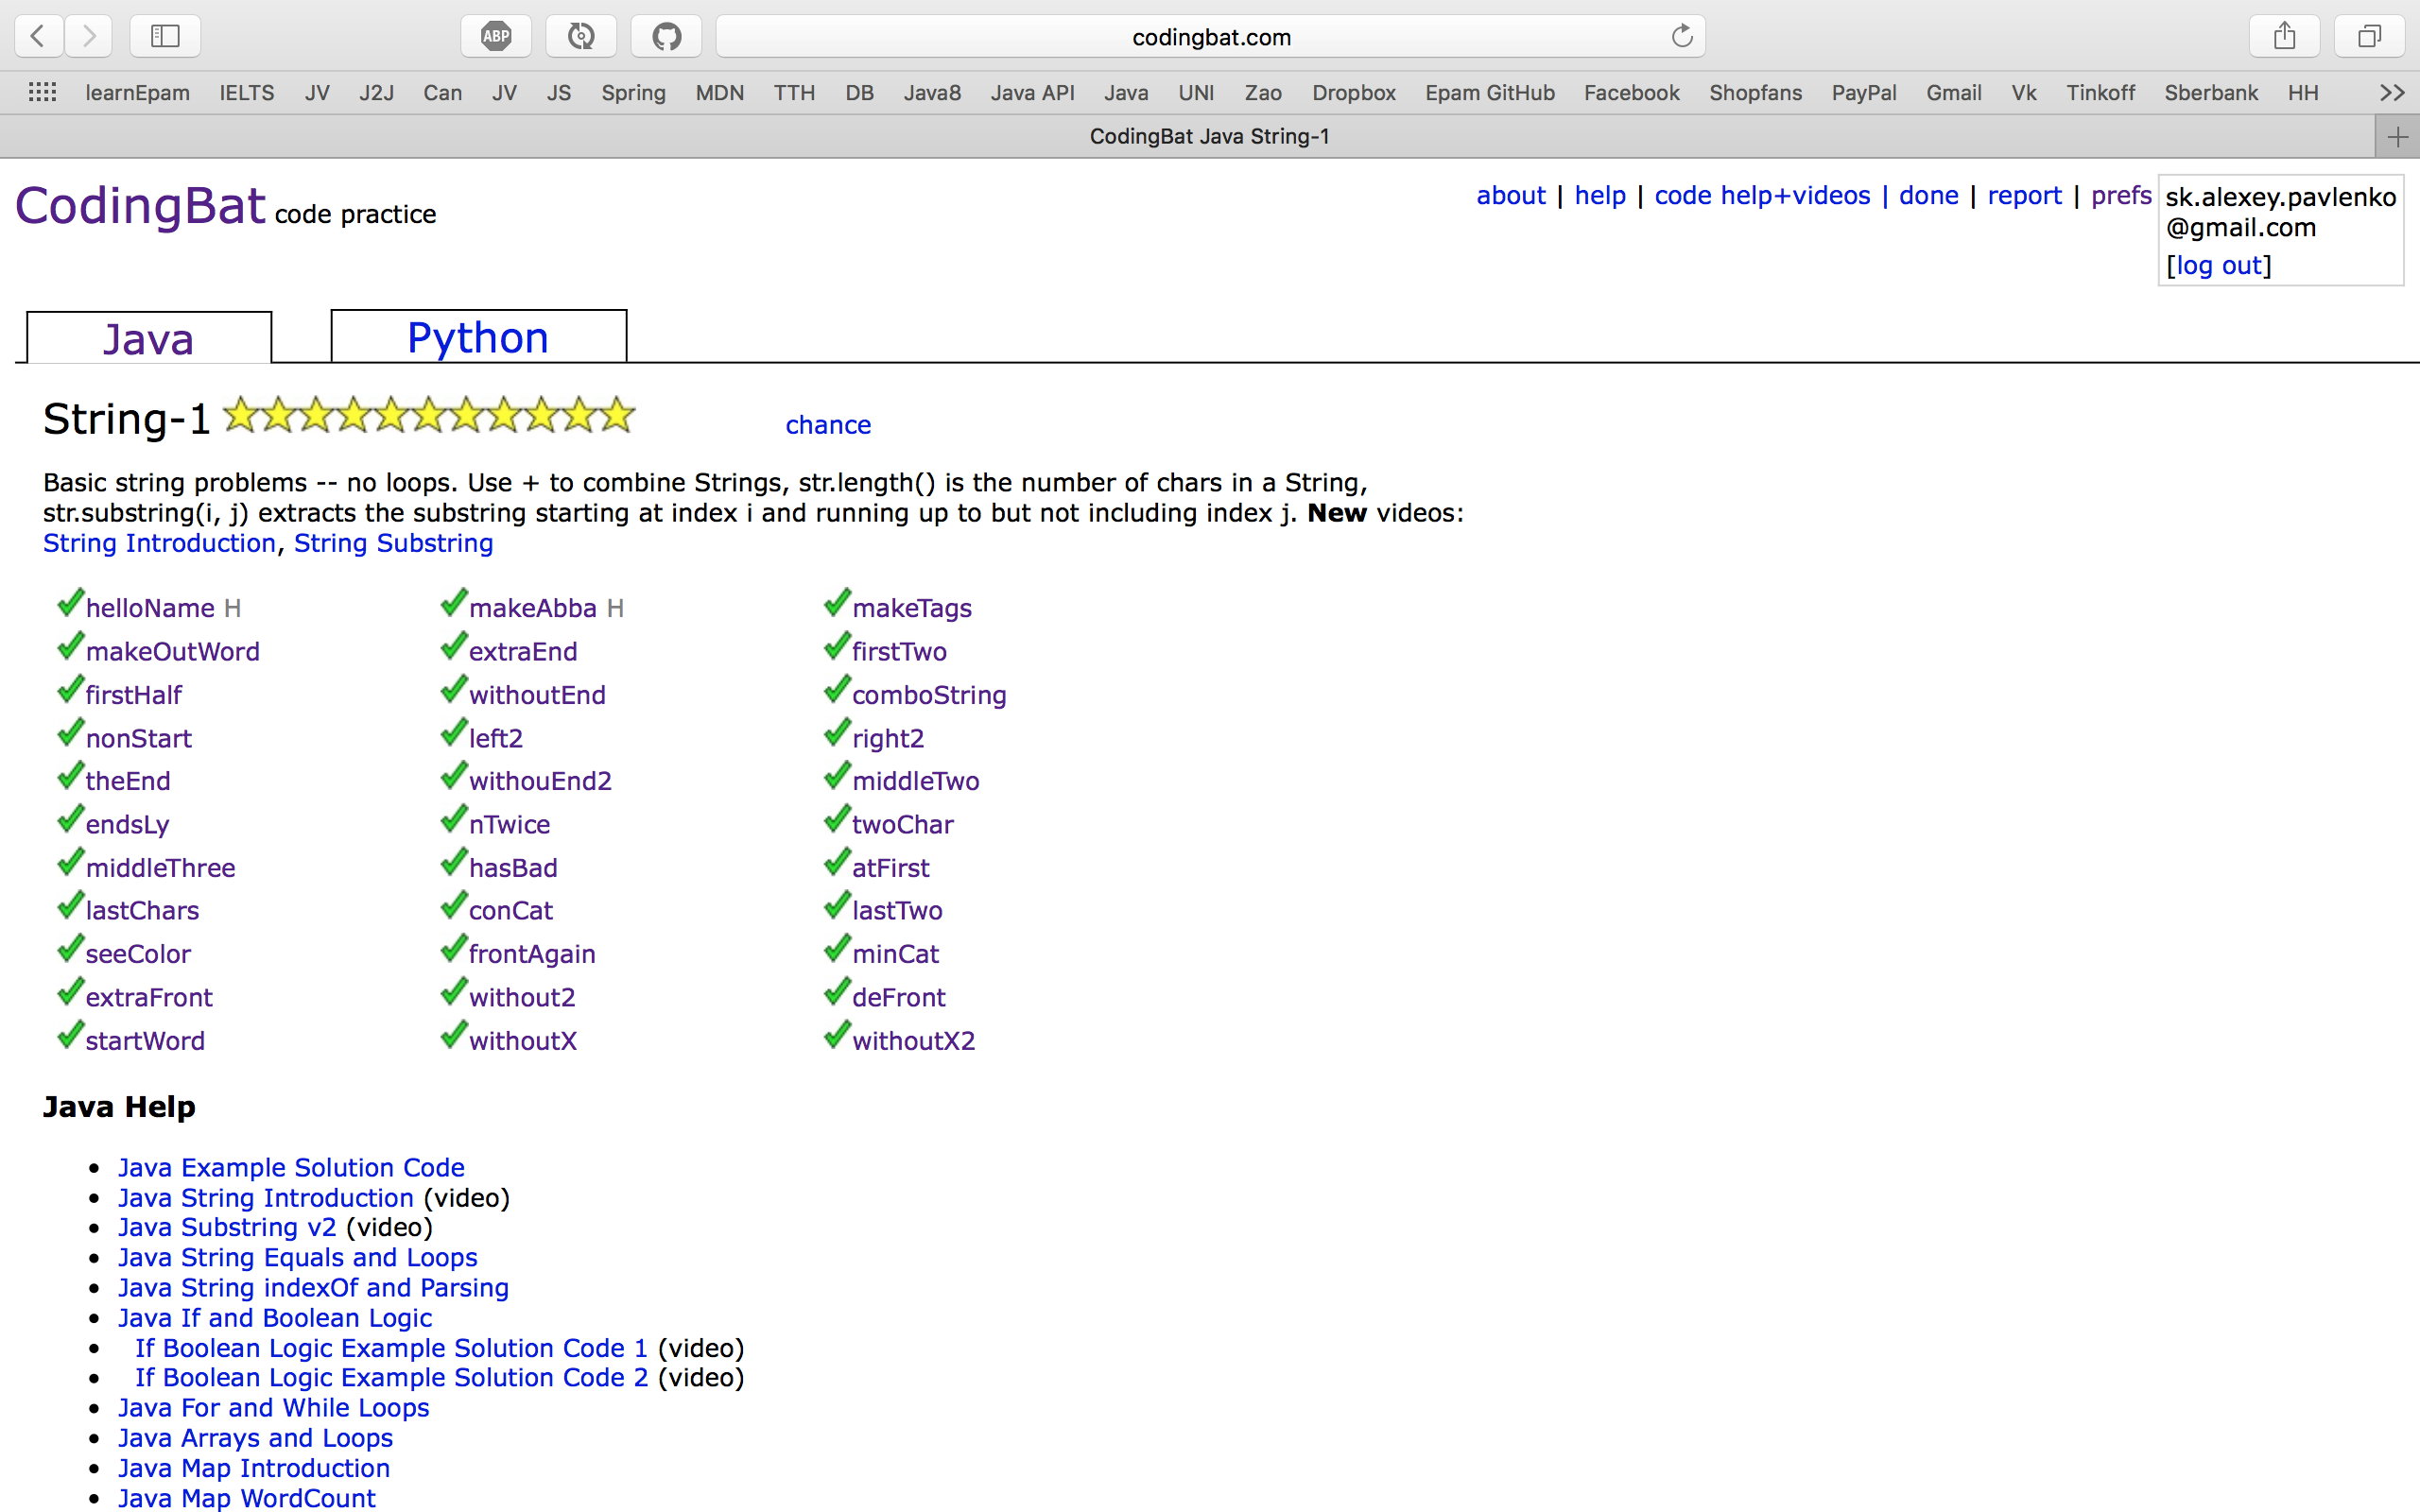 ABP
codingbat.com
learnEpam IELTS JV J2J Can JV JS Spring MDN TTH DB Java8 Java API Java UNI Zao Dropbox Epam GitHub Facebook Shopfans PayPal Gmail Vk Tinkoff Sberbank HH >>
CodingBat Java String-1
CodingBat code practice
about | help | code help+videos | done | report | prefs
sk.alexey.pavlenko
@gmail.com
[log out]
Java Python
String-1 chance
Basic string problems -- no loops. Use + to combine Strings, str.length() is the number of chars in a String,
str.substring(i, j) extracts the substring starting at index i and running up to but not including index j. New videos:
String Introduction, String Substring
helloName H makeAbba H makeTags
makeOutWord extraEnd firstTwo
firstHalf withoutEnd comboString
nonStart left2 right2
theEnd withouEnd2 middleTwo
endsLy nTwice twoChar
middleThree hasBad atFirst
lastChars conCat lastTwo
seeColor frontAgain minCat
extraFront without2 deFront
startWord withoutX withoutX2
Java Help
• Java Example Solution Code
• Java String Introduction (video)
• Java Substring v2 (video)
• Java String Equals and Loops
• Java String indexOf and Parsing
• Java If and Boolean Logic
• If Boolean Logic Example Solution Code 1 (video)
• If Boolean Logic Example Solution Code 2 (video)
• Java For and While Loops
• Java Arrays and Loops
• Java Map Introduction
• Java Map WordCount